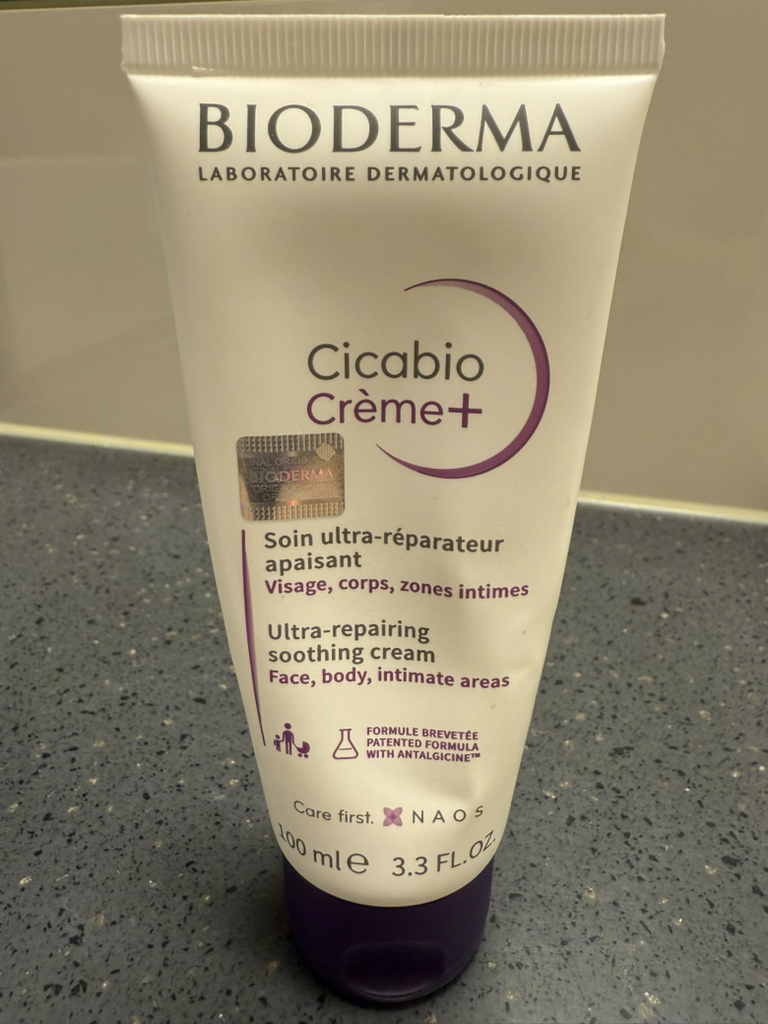 BIODERMA
LABORATOIRE DERMATOLOGIQUE
Cicabio
Crème+
BIODERMA
Soin ultra-réparateur
apaisant
Visage, corps, zones intimes
Ultra-repairing
soothing cream
Face, body, intimate areas
FORMULE BREVETÉE
PATENTED FORMULA
WITH ANTALGICINE™
Care first. NAOS
100 ml e 3.3 FL.OZ.